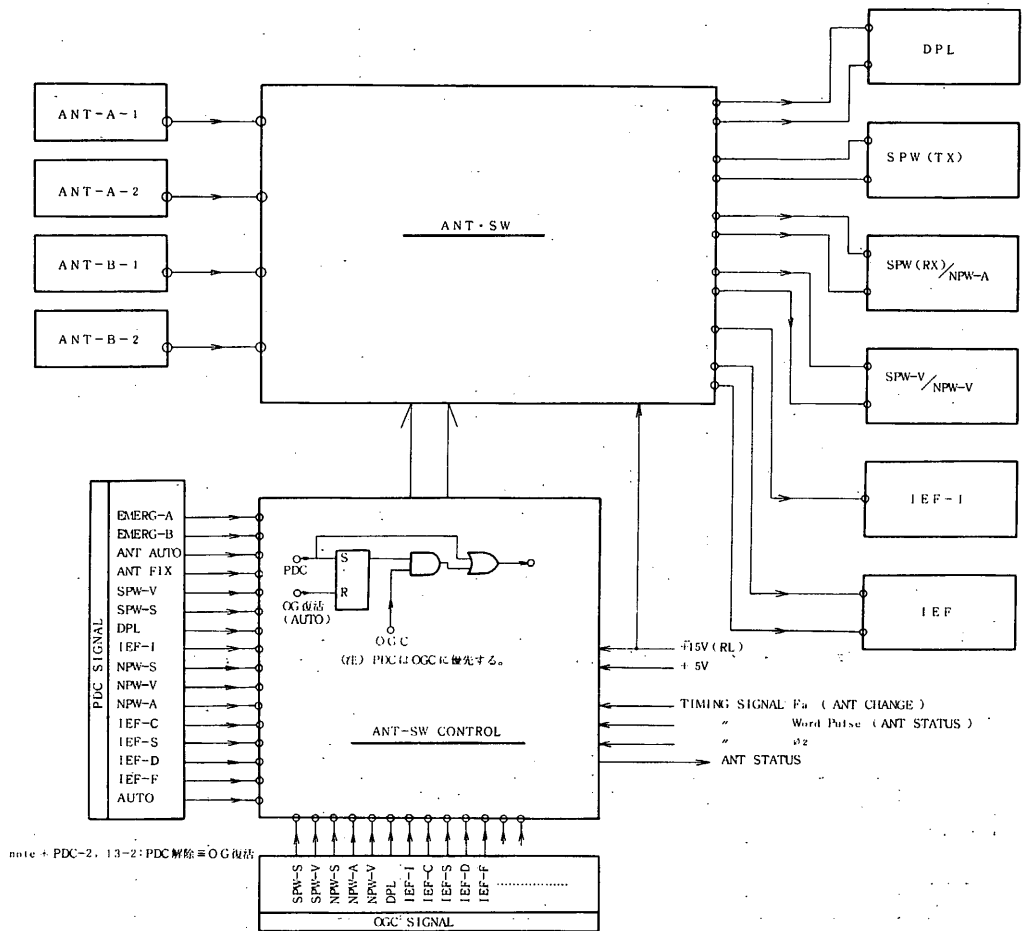 ANT-A-1
ANT-A-2
ANT-B-1
ANT-B-2
ANT・SW
DPL
SPW(TX)
SPW(RX)/NPW-A
SPW-V/NPW-V
IEF-I
IEF
PDC SIGNAL
EMERG-A
EMERG-B
ANT AUTO
ANT FIX
SPW-V
SPW-S
DPL
IEF-I
NPW-S
NPW-V
NPW-A
IEF-C
IEF-S
IEF-D
IEF-F
AUTO
PDC
S
R
OG復活
(AUTO)
OGC
(注) PDCはOGCに優先する。
ANT-SW CONTROL
+15V(RL)
+ 5V
TIMING SIGNAL (ANT CHANGE)
〃 Word Pulse (ANT STATUS)
〃
ANT STATUS
note + PDC-2, 13-2:PDC解除≡OG復活
SPW-S
SPW-V
NPW-S
NPW-A
NPW-V
DPL
IEF-I
IEF-C
IEF-S
IEF-D
IEF-F
OGC SIGNAL